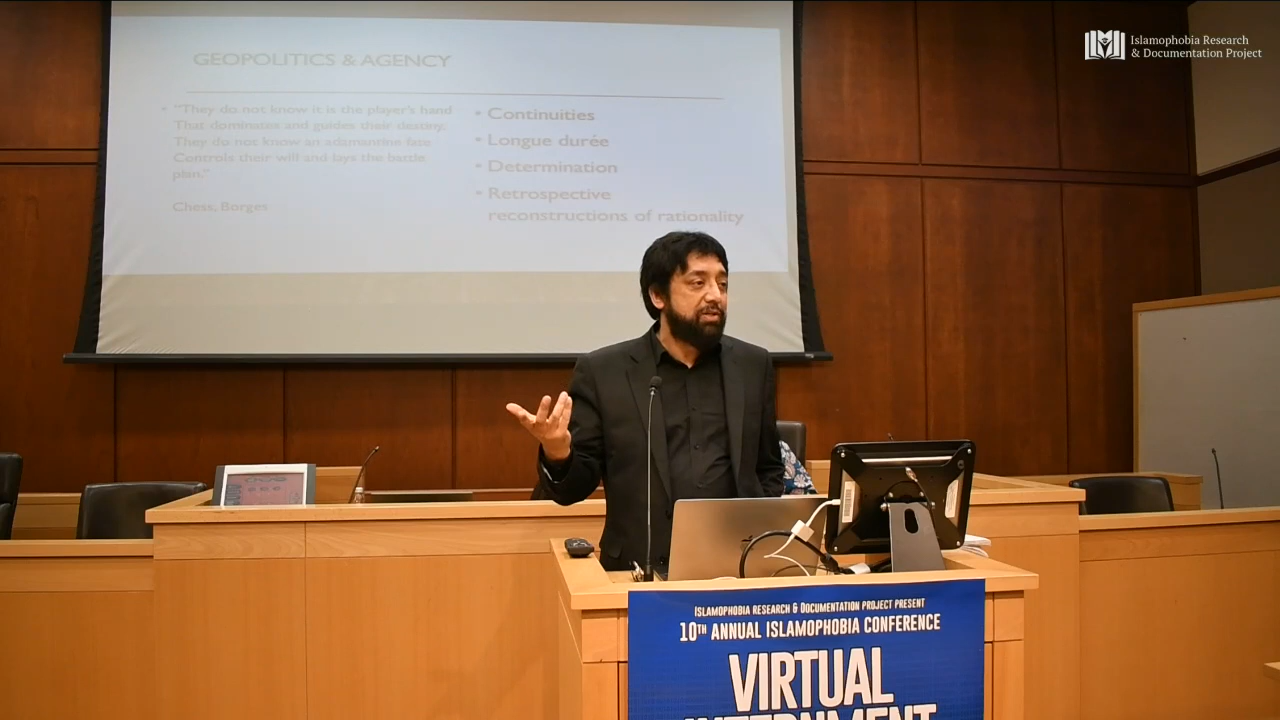 Islamophobia Research
& Documentation Project
GEOPOLITICS & AGENCY
• "They do not know it is the player's hand
That dominates and guides their destiny.
They do not know an adamantine fate
Controls their will and lays the battle
plan."
Chess, Borges
• Continuities
• Longue durée
• Determination
• Retrospective
reconstructions of rationality
ISLAMOPHOBIA RESEARCH & DOCUMENTATION PROJECT PRESENT
10TH ANNUAL ISLAMOPHOBIA CONFERENCE
VIRTUAL
INTERNMENT